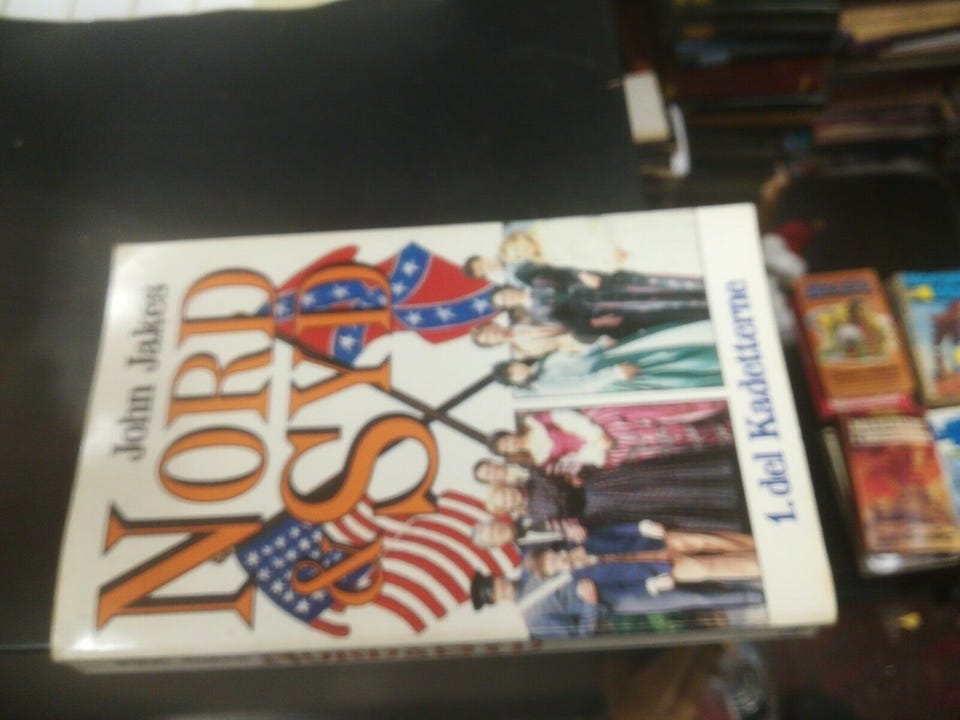 John Jakes
NORD
& SYD
1. del Kadetterne